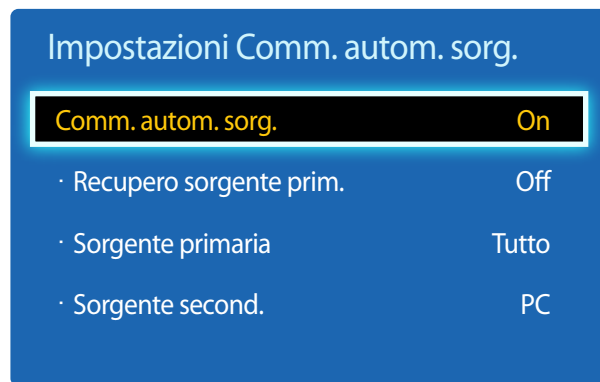 Impostazioni Comm. autom. sorg.
Comm. autom. sorg. On
· Recupero sorgente prim. Off
· Sorgente primaria Tutto
· Sorgente second. PC